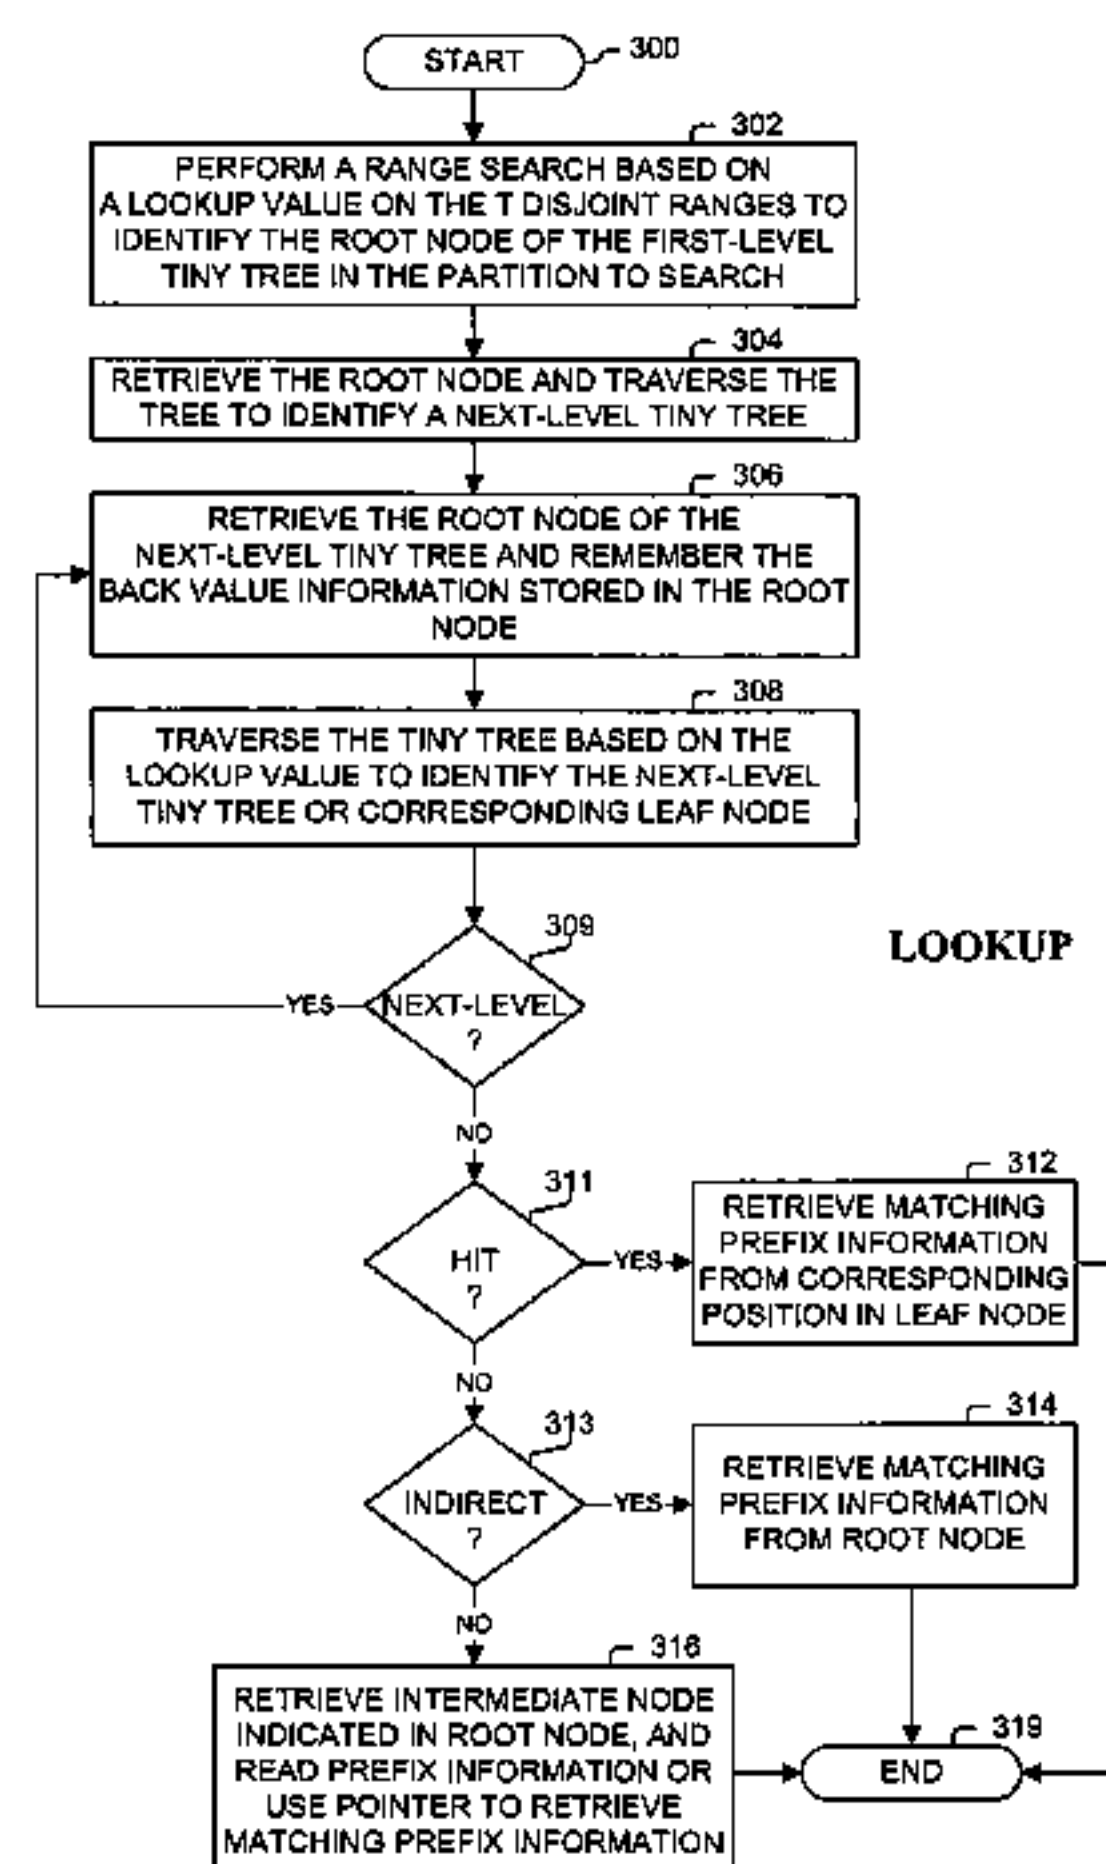 START
300
302
PERFORM A RANGE SEARCH BASED ON
A LOOKUP VALUE ON THE T DISJOINT RANGES TO
IDENTIFY THE ROOT NODE OF THE FIRST-LEVEL
TINY TREE IN THE PARTITION TO SEARCH
304
RETRIEVE THE ROOT NODE AND TRAVERSE THE
TREE TO IDENTIFY A NEXT-LEVEL TINY TREE
306
RETRIEVE THE ROOT NODE OF THE
NEXT-LEVEL TINY TREE AND REMEMBER THE
BACK VALUE INFORMATION STORED IN THE ROOT
NODE
308
TRAVERSE THE TINY TREE BASED ON THE
LOOKUP VALUE TO IDENTIFY THE NEXT-LEVEL
TINY TREE OR CORRESPONDING LEAF NODE
309
LOOKUP
YES
NEXT-LEVEL
?
NO
311
HIT
?
YES
312
RETRIEVE MATCHING
PREFIX INFORMATION
FROM CORRESPONDING
POSITION IN LEAF NODE
NO
313
INDIRECT
?
YES
314
RETRIEVE MATCHING
PREFIX INFORMATION
FROM ROOT NODE
NO
316
RETRIEVE INTERMEDIATE NODE
INDICATED IN ROOT NODE, AND
READ PREFIX INFORMATION OR
USE POINTER TO RETRIEVE
MATCHING PREFIX INFORMATION
319
END